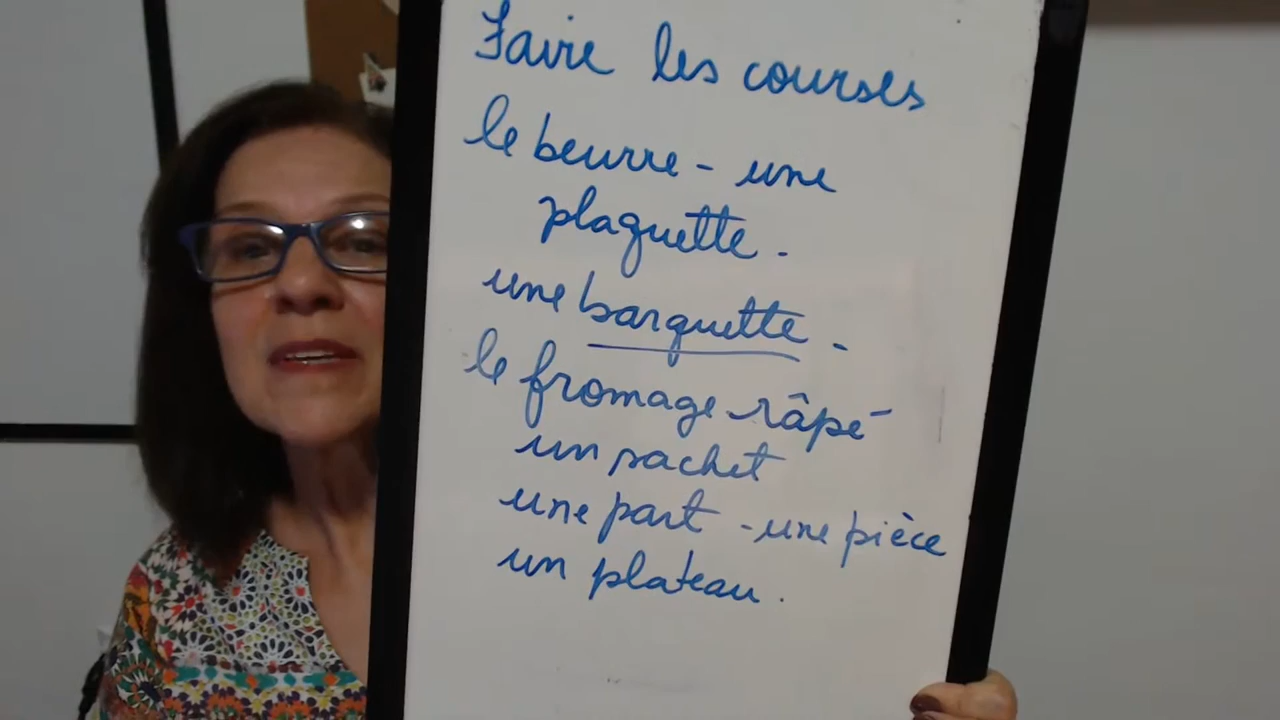 Faire les courses
le beurre - une
plaquette.
une barquette.
le fromage râpé -
un sachet
une part - une pièce
un plateau.